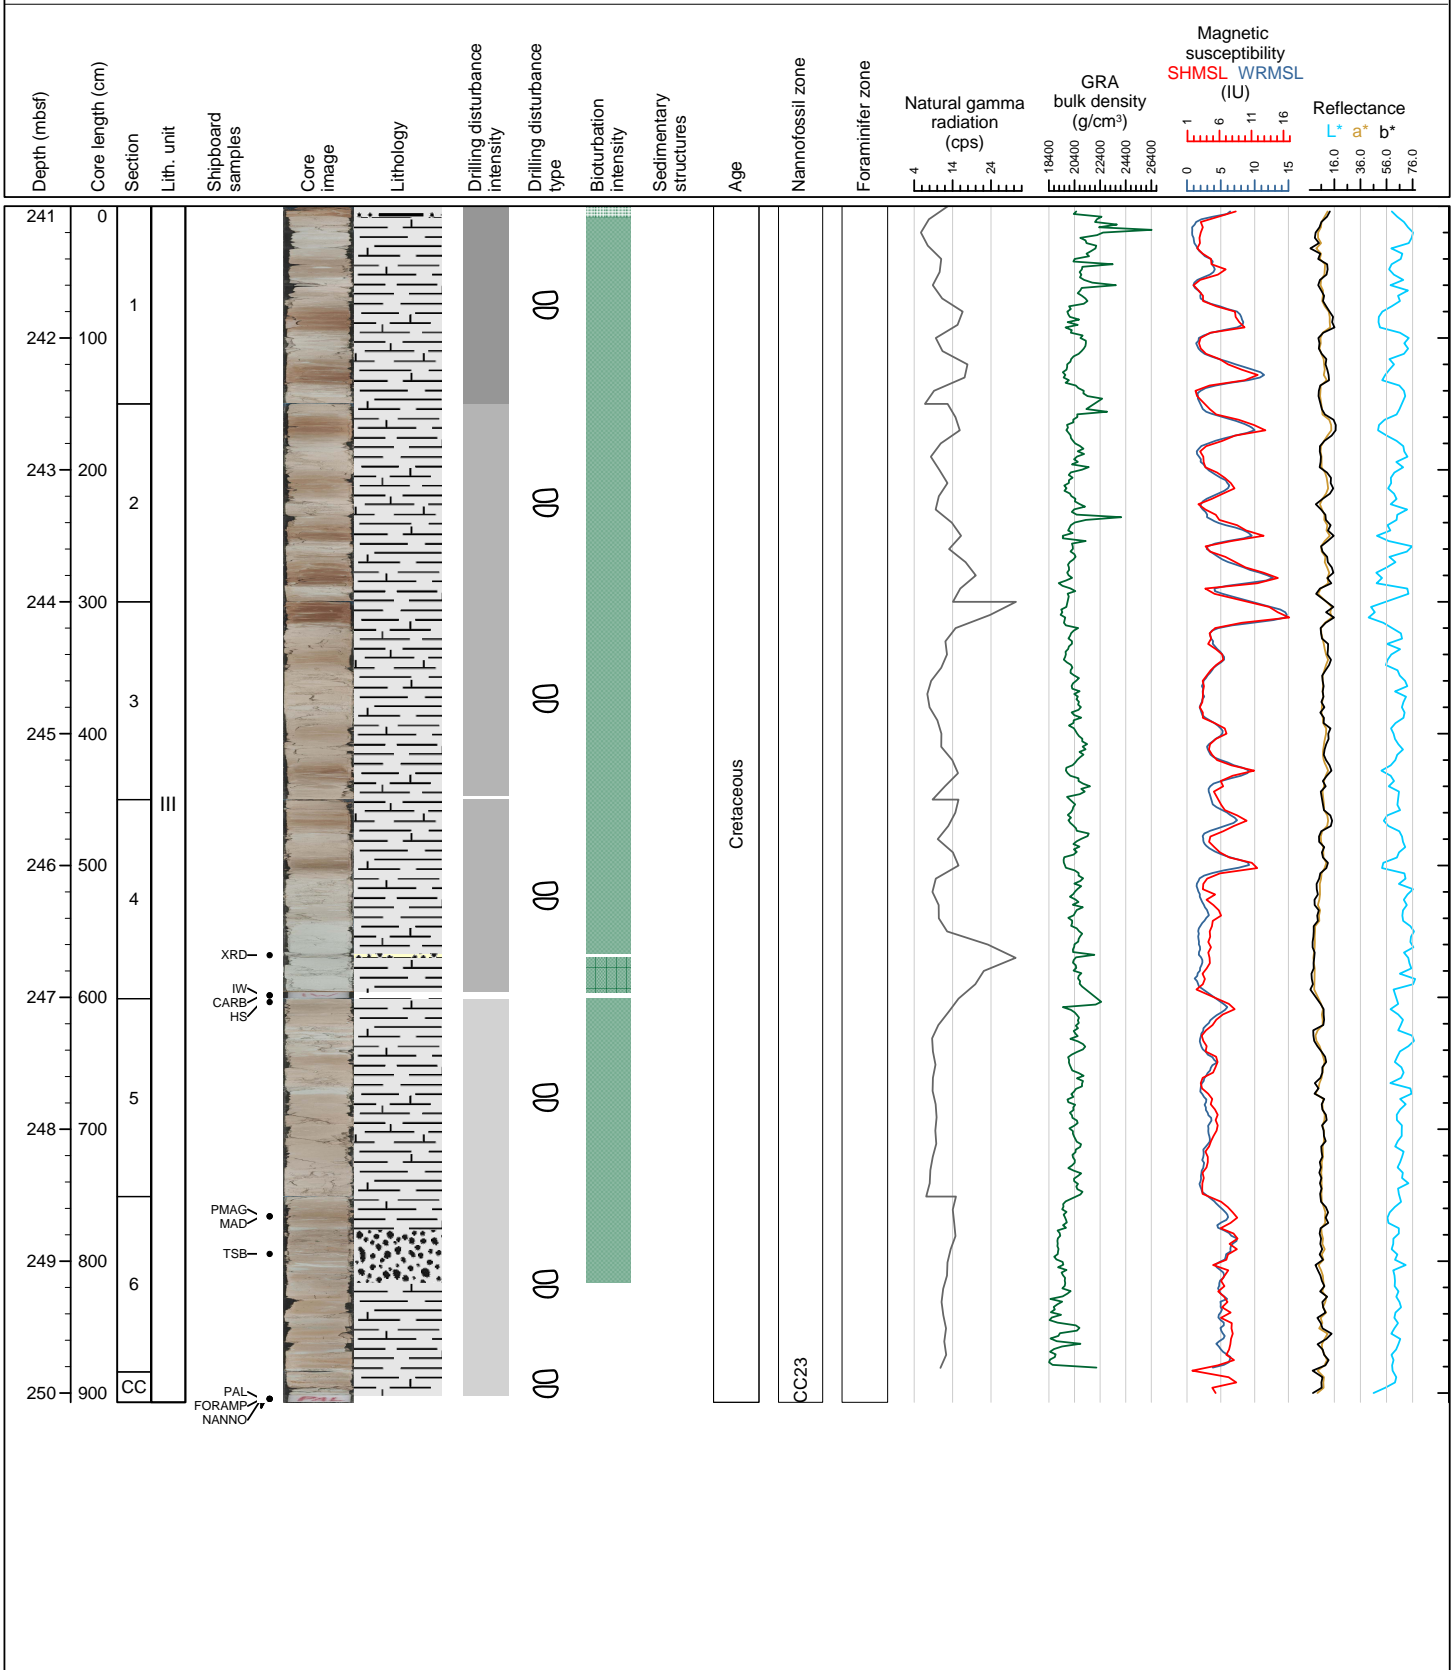 Depth (mbsf)
Core length (cm)
Section
Lith. unit
Shipboard
samples
Core
image
Lithology
Drilling disturbance
intensity
Drilling disturbance
type
Bioturbation
intensity
Sedimentary
structures
Age
Nannofossil zone
Foraminifer zone
Natural gamma
radiation
(cps)
4 14 24
GRA
bulk density
(g/cm³)
18400 20400 22400 24400 26400
Magnetic
susceptibility
SHMSL WRMSL
(IU)
1 6 11 16
0 5 10 15
Reflectance
L* a* b*
16.0 36.0 56.0 76.0
241 0
1
242 100
243 200
2
244 300
3
245 400
III
Cretaceous
246 500
4
XRD
IW
247 600
CARB
HS
5
248 700
PMAG
MAD
TSB
249 800
6
CC
CC23
250 900
PAL
FORAMP
NANNO